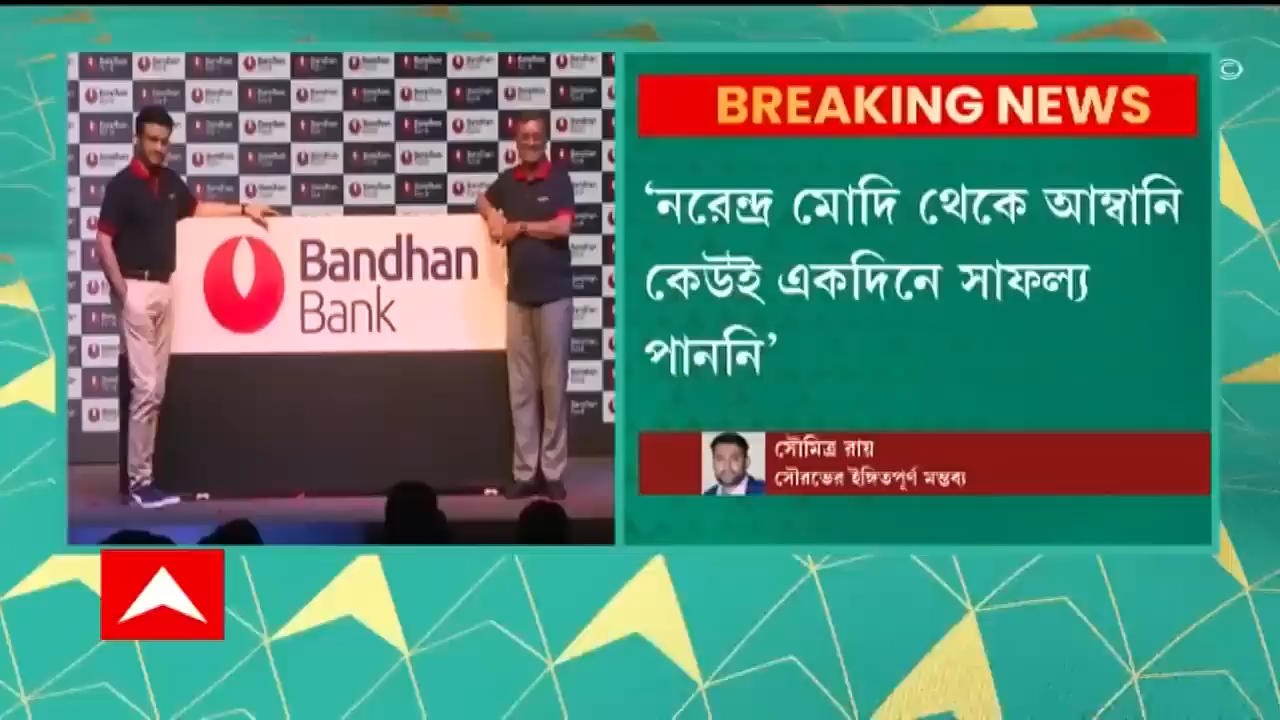 Bandhan
Bank
BREAKING NEWS
‘নরেন্দ্র মোদি থেকে আম্বানি
কেউই একদিনে সাফল্য
পাননি’
সৌমিত্র রায়
সৌরভের ইঙ্গিতপূর্ণ মন্তব্য